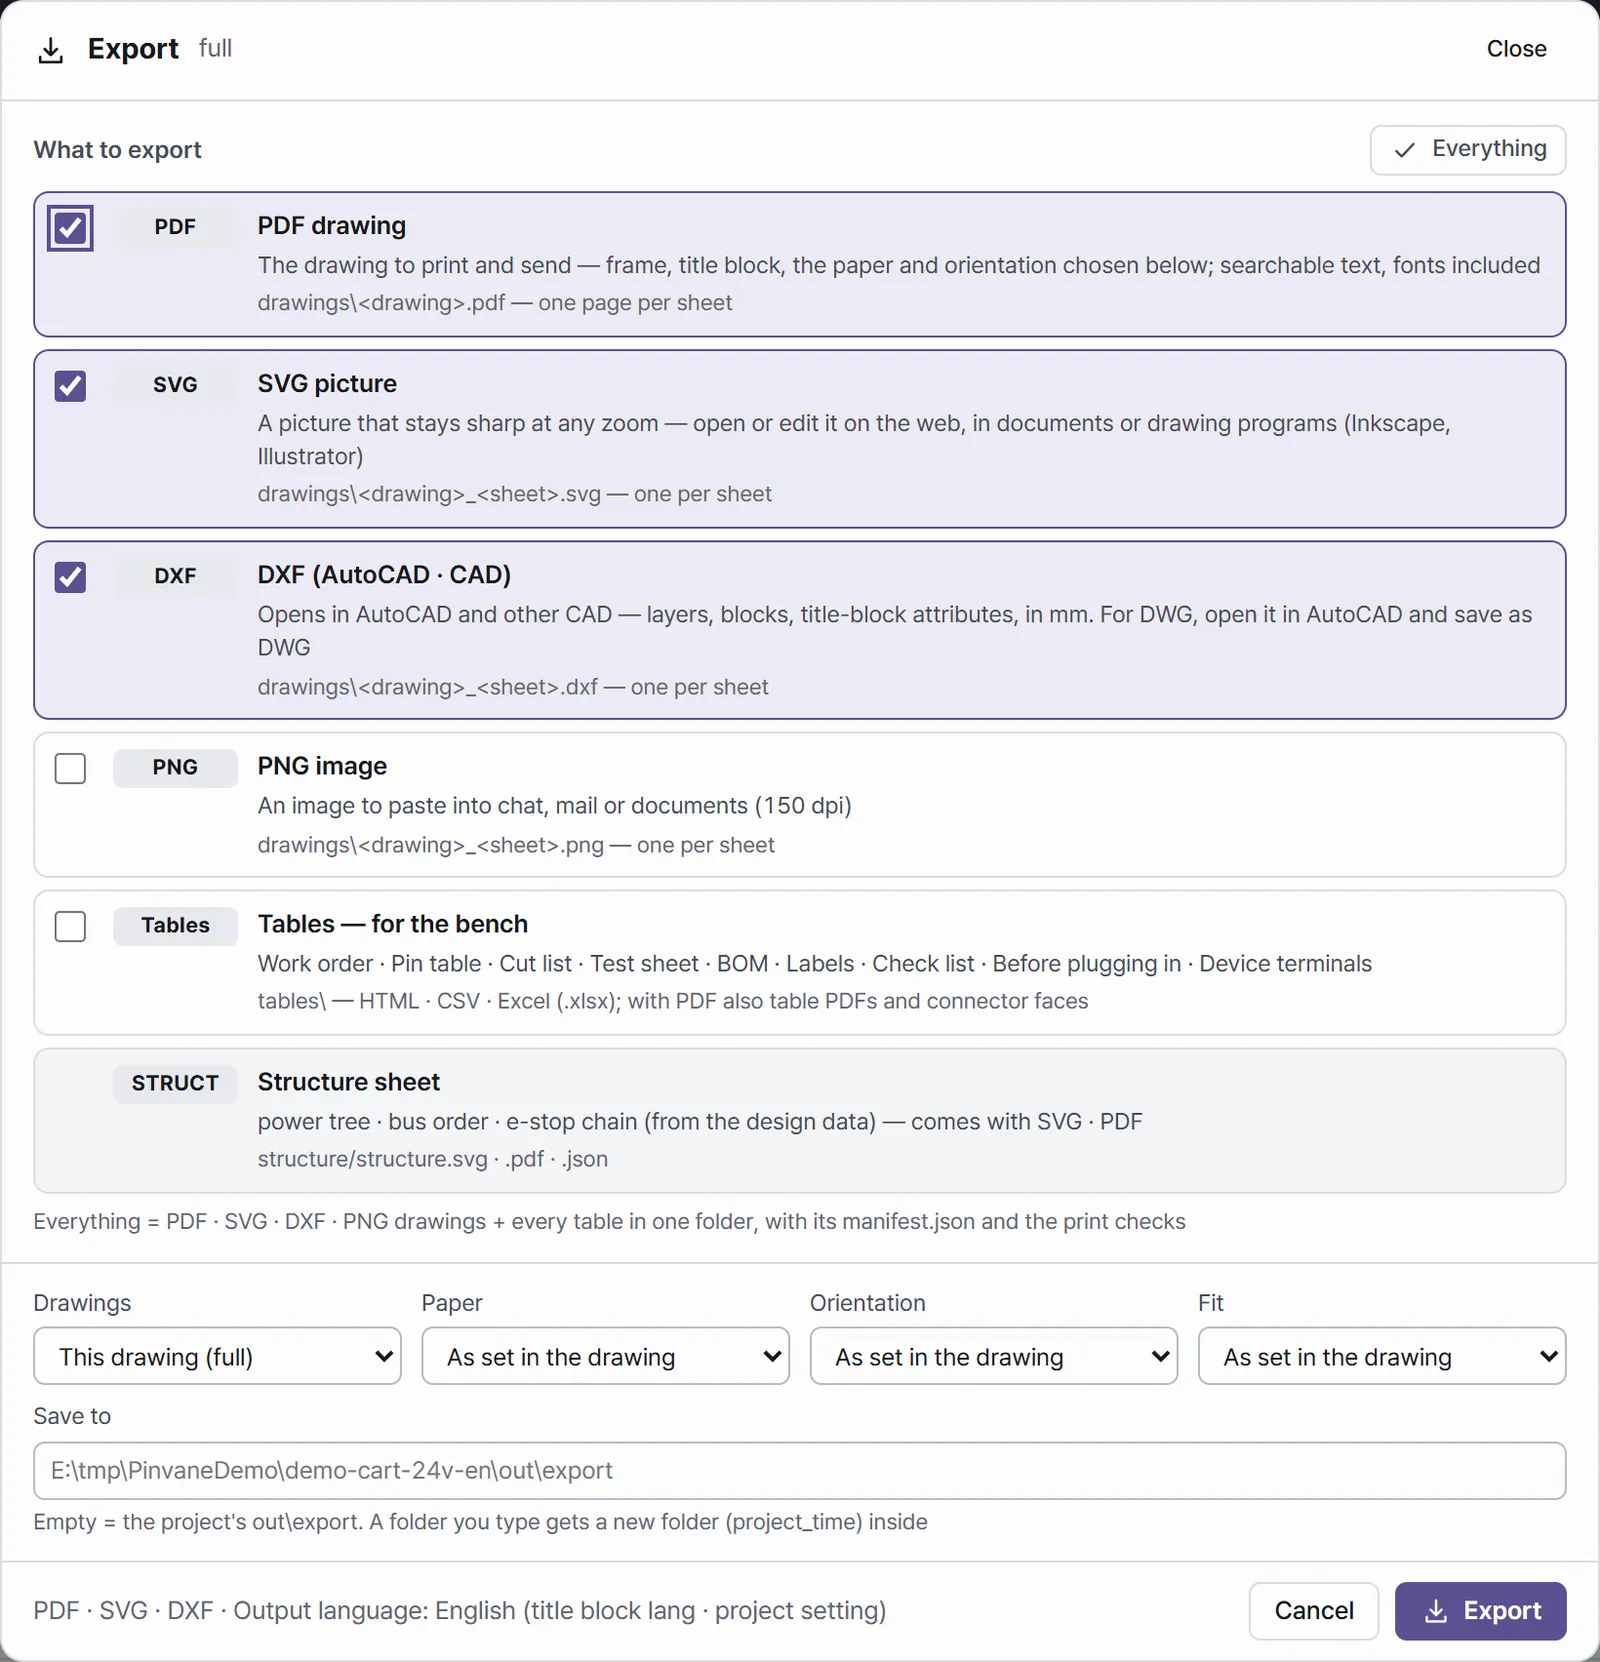 Export full
Close
What to export
Everything
PDF
PDF drawing
The drawing to print and send — frame, title block, the paper and orientation chosen below; searchable text, fonts included
drawings\<drawing>.pdf — one page per sheet
SVG
SVG picture
A picture that stays sharp at any zoom — open or edit it on the web, in documents or drawing programs (Inkscape,
Illustrator)
drawings\<drawing>_<sheet>.svg — one per sheet
DXF
DXF (AutoCAD · CAD)
Opens in AutoCAD and other CAD — layers, blocks, title-block attributes, in mm. For DWG, open it in AutoCAD and save as
DWG
drawings\<drawing>_<sheet>.dxf — one per sheet
PNG
PNG image
An image to paste into chat, mail or documents (150 dpi)
drawings\<drawing>_<sheet>.png — one per sheet
Tables
Tables — for the bench
Work order · Pin table · Cut list · Test sheet · BOM · Labels · Check list · Before plugging in · Device terminals
tables\ — HTML · CSV · Excel (.xlsx); with PDF also table PDFs and connector faces
STRUCT
Structure sheet
power tree · bus order · e-stop chain (from the design data) — comes with SVG · PDF
structure/structure.svg · .pdf · .json
Everything = PDF · SVG · DXF · PNG drawings + every table in one folder, with its manifest.json and the print checks
Drawings
Paper
Orientation
Fit
This drawing (full)
As set in the drawing
As set in the drawing
As set in the drawing
Save to
E:\tmp\PinvaneDemo\demo-cart-24v-en\out\export
Empty = the project's out\export. A folder you type gets a new folder (project_time) inside
PDF · SVG · DXF · Output language: English (title block lang · project setting)
Cancel
Export